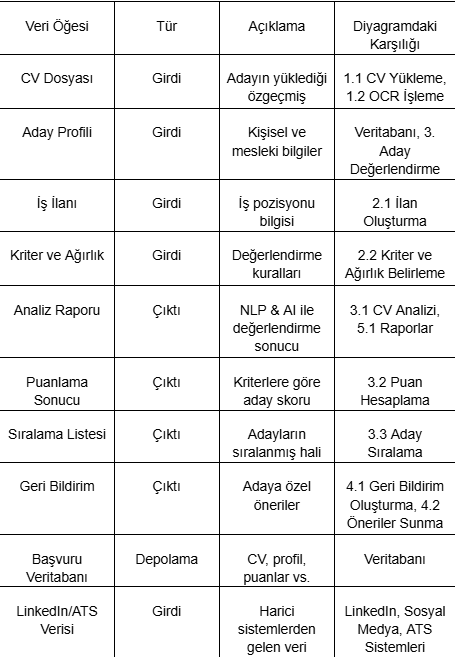 Veri Öğesi
Tür
Açıklama
Diyagramdaki
Karşılığı
CV Dosyası
Girdi
Adayın yüklediği
özgeçmiş
1.1 CV Yükleme,
1.2 OCR İşleme
Aday Profili
Girdi
Kişisel ve
mesleki bilgiler
Veritabanı, 3.
Aday
Değerlendirme
İş İlanı
Girdi
İş pozisyonu
bilgisi
2.1 İlan
Oluşturma
Kriter ve Ağırlık
Girdi
Değerlendirme
kuralları
2.2 Kriter ve
Ağırlık Belirleme
Analiz Raporu
Çıktı
NLP & AI ile
değerlendirme
sonucu
3.1 CV Analizi,
5.1 Raporlar
Puanlama
Sonucu
Çıktı
Kriterlere göre
aday skoru
3.2 Puan
Hesaplama
Sıralama Listesi
Çıktı
Adayların
sıralanmış hali
3.3 Aday
Sıralama
Geri Bildirim
Çıktı
Adaya özel
öneriler
4.1 Geri Bildirim
Oluşturma, 4.2
Öneriler Sunma
Başvuru
Veritabanı
Depolama
CV, profil,
puanlar vs.
Veritabanı
LinkedIn/ATS
Verisi
Girdi
Harici
sistemlerden
gelen veri
LinkedIn, Sosyal
Medya, ATS
Sistemleri